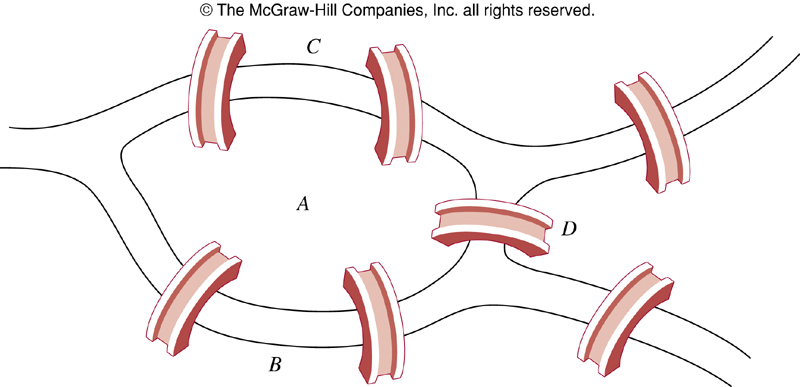 © The McGraw-Hill Companies, Inc. all rights reserved.
C
A
D
B